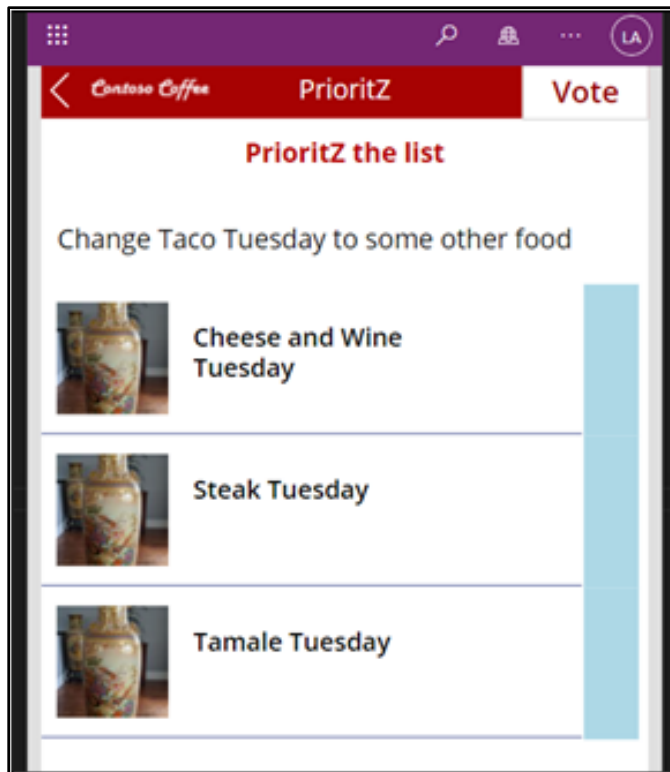 LA
Contoso Coffee PrioritZ Vote
PrioritZ the list
Change Taco Tuesday to some other food
Cheese and Wine
Tuesday
Steak Tuesday
Tamale Tuesday